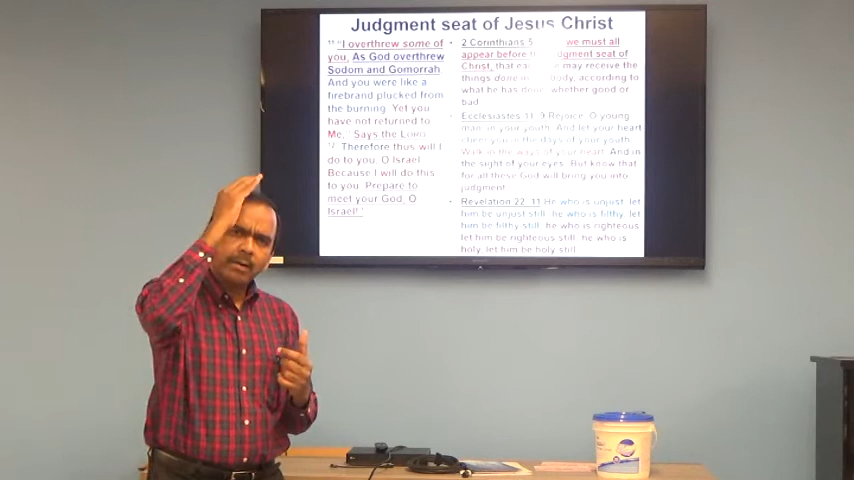 Judgment seat of Jesus Christ
11 "I overthrew some of
you, As God overthrew
Sodom and Gomorrah,
And you were like a
firebrand plucked from
the burning; Yet you
have not returned to
Me," Says the LORD.
12 "Therefore thus will I
do to you, O Israel;
Because I will do this
to you, Prepare to
meet your God, O
Israel!"
• 2 Corinthians 5 we must all
appear before th dgment seat of
Christ, that ea may receive the
things done in body, according to
what he has done, whether good or
bad.
• Ecclesiastes 11: 9 Rejoice, O young
man, in your youth, And let your heart
cheer you in the days of your youth;
Walk in the ways of your heart, And in
the sight of your eyes; But know that
for all these God will bring you into
judgment.
• Revelation 22: 11 He who is unjust, let
him be unjust still; he who is filthy, let
him be filthy still; he who is righteous,
let him be righteous still; he who is
holy, let him be holy still.